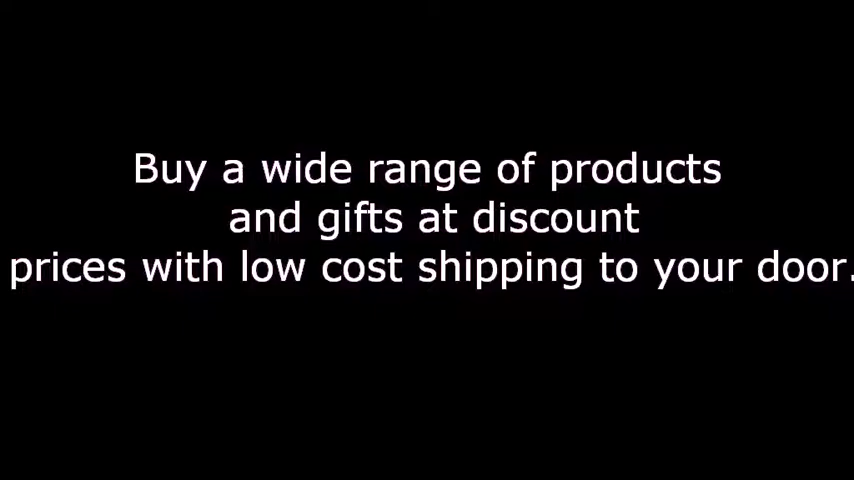 Buy a wide range of products
and gifts at discount
prices with low cost shipping to your door.